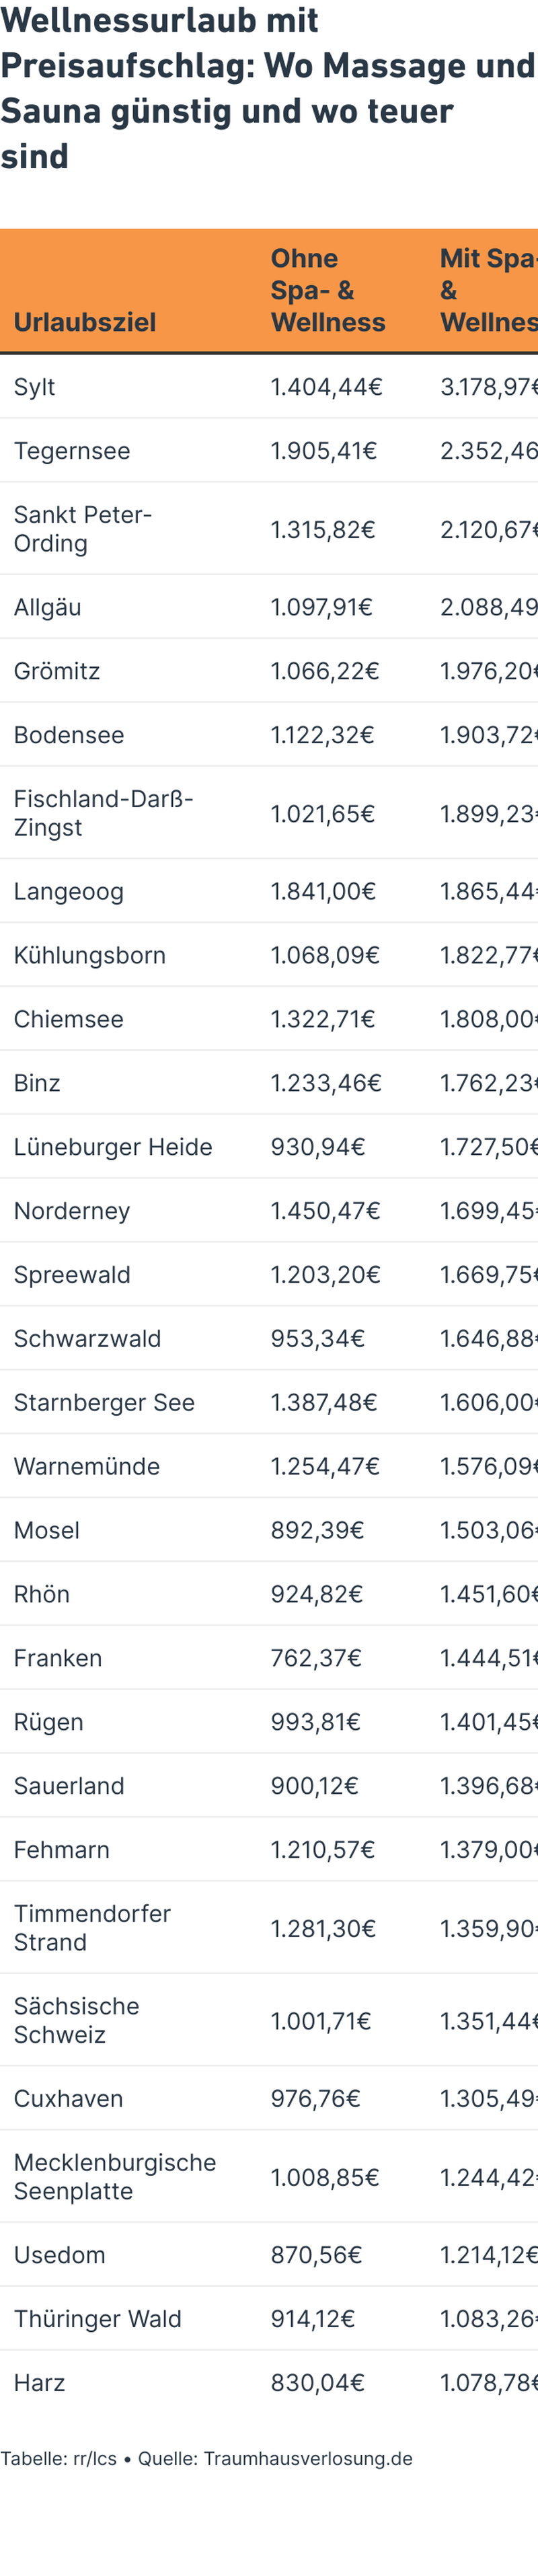 Wellnessurlaub mit
Preisaufschlag: Wo Massage und
Sauna günstig und wo teuer
sind
Urlaubsziel
Ohne
Spa- &
Wellness
Mit Spa-
&
Wellnes
Sylt 1.404,44€ 3.178,97€
Tegernsee 1.905,41€ 2.352,46
Sankt Peter-
Ording 1.315,82€ 2.120,67€
Allgäu 1.097,91€ 2.088,49
Grömitz 1.066,22€ 1.976,20€
Bodensee 1.122,32€ 1.903,72€
Fischland-Darß-
Zingst 1.021,65€ 1.899,23€
Langeoog 1.841,00€ 1.865,44€
Kühlungsborn 1.068,09€ 1.822,77€
Chiemsee 1.322,71€ 1.808,00€
Binz 1.233,46€ 1.762,23€
Lüneburger Heide 930,94€ 1.727,50€
Norderney 1.450,47€ 1.699,45€
Spreewald 1.203,20€ 1.669,75€
Schwarzwald 953,34€ 1.646,88€
Starnberger See 1.387,48€ 1.606,00€
Warnemünde 1.254,47€ 1.576,09€
Mosel 892,39€ 1.503,06€
Rhön 924,82€ 1.451,60€
Franken 762,37€ 1.444,51€
Rügen 993,81€ 1.401,45€
Sauerland 900,12€ 1.396,68€
Fehmarn 1.210,57€ 1.379,00€
Timmendorfer
Strand 1.281,30€ 1.359,90€
Sächsische
Schweiz 1.001,71€ 1.351,44€
Cuxhaven 976,76€ 1.305,49€
Mecklenburgische
Seenplatte 1.008,85€ 1.244,42€
Usedom 870,56€ 1.214,12€
Thüringer Wald 914,12€ 1.083,26€
Harz 830,04€ 1.078,78€
Tabelle: rr/lcs • Quelle: Traumhausverlosung.de